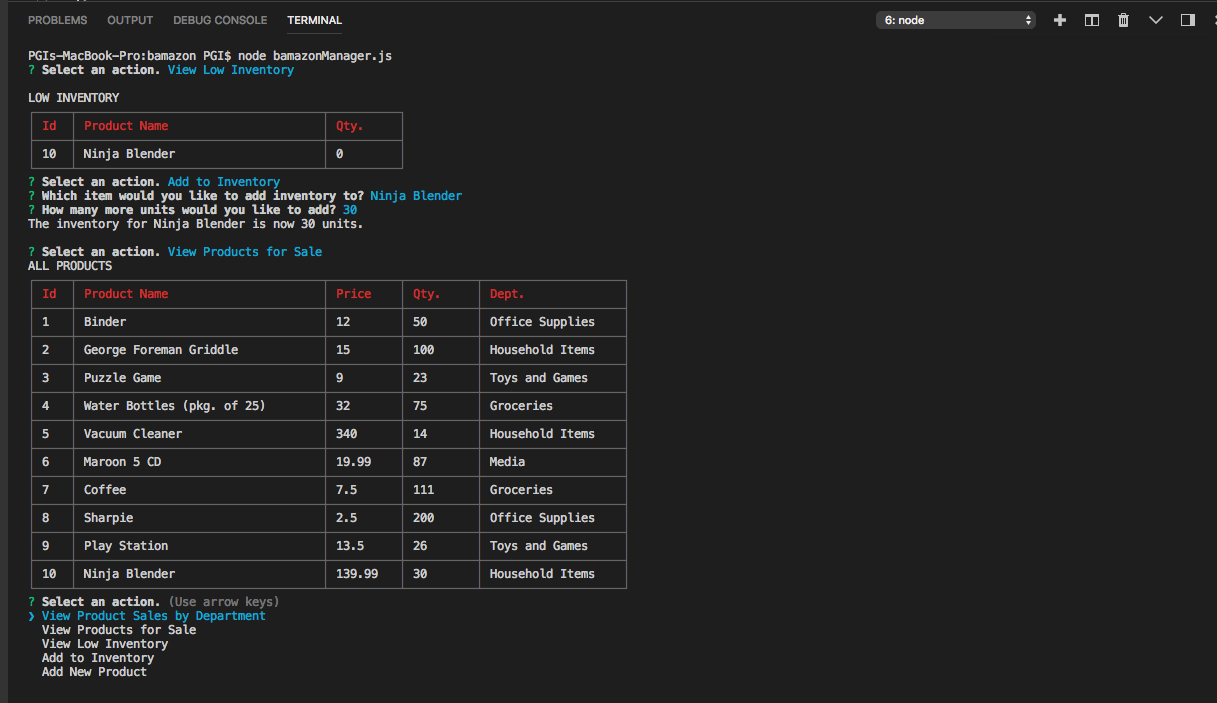 PROBLEMS OUTPUT DEBUG CONSOLE TERMINAL 6: node
PGIs-MacBook-Pro:bamazon PGI$ node bamazonManager.js
? Select an action. View Low Inventory
LOW INVENTORY
Id Product Name Qty.
10 Ninja Blender 0
? Select an action. Add to Inventory
? Which item would you like to add inventory to? Ninja Blender
? How many more units would you like to add? 30
The inventory for Ninja Blender is now 30 units.
? Select an action. View Products for Sale
ALL PRODUCTS
Id Product Name Price Qty. Dept.
1 Binder 12 50 Office Supplies
2 George Foreman Griddle 15 100 Household Items
3 Puzzle Game 9 23 Toys and Games
4 Water Bottles (pkg. of 25) 32 75 Groceries
5 Vacuum Cleaner 340 14 Household Items
6 Maroon 5 CD 19.99 87 Media
7 Coffee 7.5 111 Groceries
8 Sharpie 2.5 200 Office Supplies
9 Play Station 13.5 26 Toys and Games
10 Ninja Blender 139.99 30 Household Items
? Select an action. (Use arrow keys)
❯ View Product Sales by Department
View Products for Sale
View Low Inventory
Add to Inventory
Add New Product